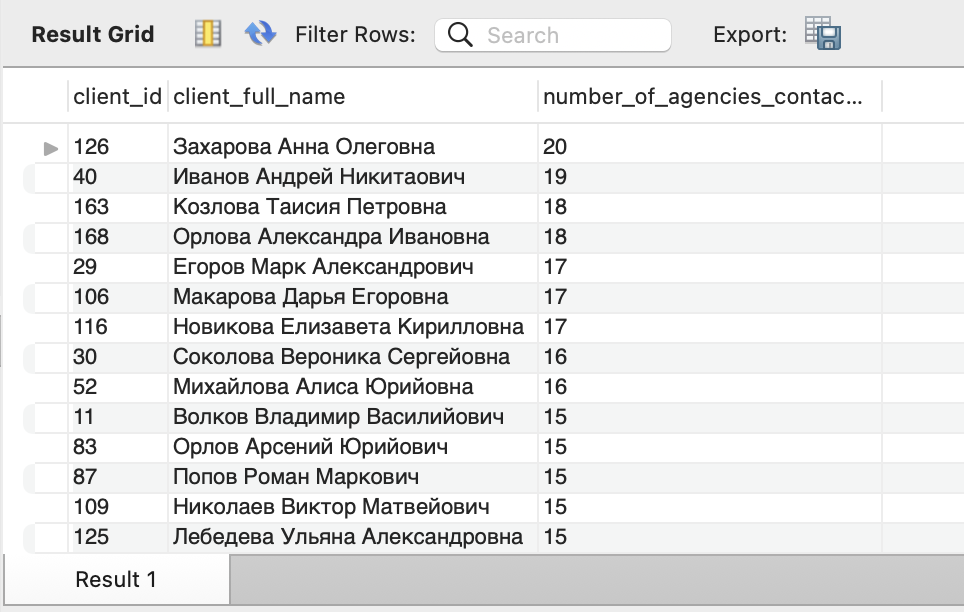 Result Grid Filter Rows: Search Export:
client_id client_full_name number_of_agencies_contac...
126 Захарова Анна Олеговна 20
40 Иванов Андрей Никитаович 19
163 Козлова Таисия Петровна 18
168 Орлова Александра Ивановна 18
29 Егоров Марк Александрович 17
106 Макарова Дарья Егоровна 17
116 Новикова Елизавета Кирилловна 17
30 Соколова Вероника Сергейовна 16
52 Михайлова Алиса Юрийовна 16
11 Волков Владимир Василийович 15
83 Орлов Арсений Юрийович 15
87 Попов Роман Маркович 15
109 Николаев Виктор Матвейович 15
125 Лебедева Ульяна Александровна 15
Result 1